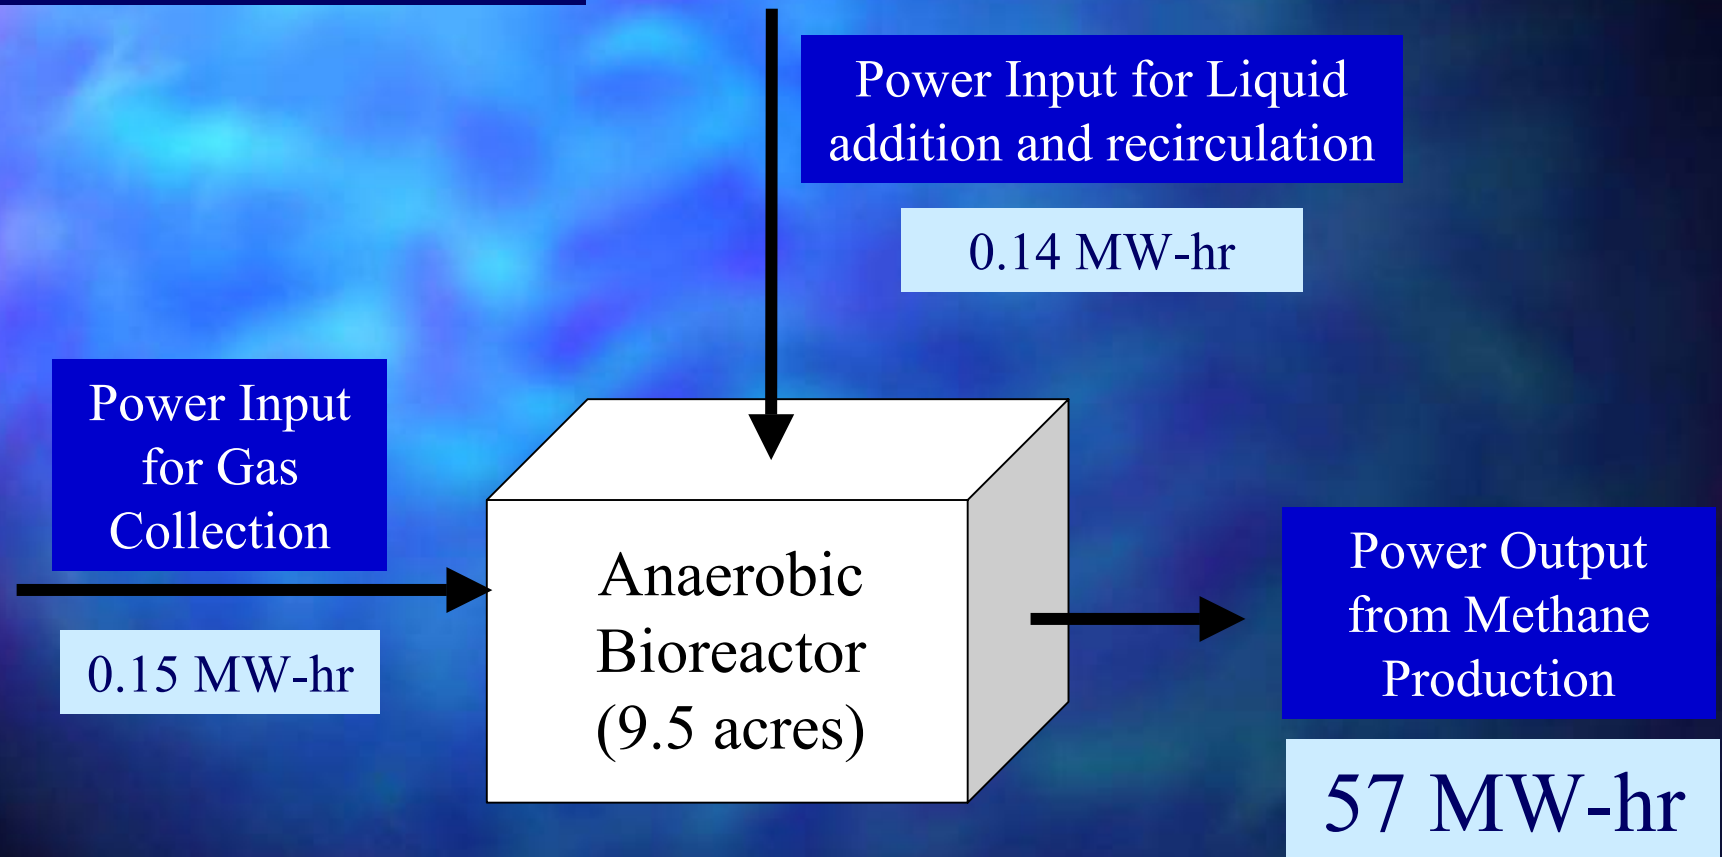 Power Input for Liquid
addition and recirculation
0.14 MW-hr
Power Input
for Gas
Collection
0.15 MW-hr
Anaerobic
Bioreactor
(9.5 acres)
Power Output
from Methane
Production
57 MW-hr